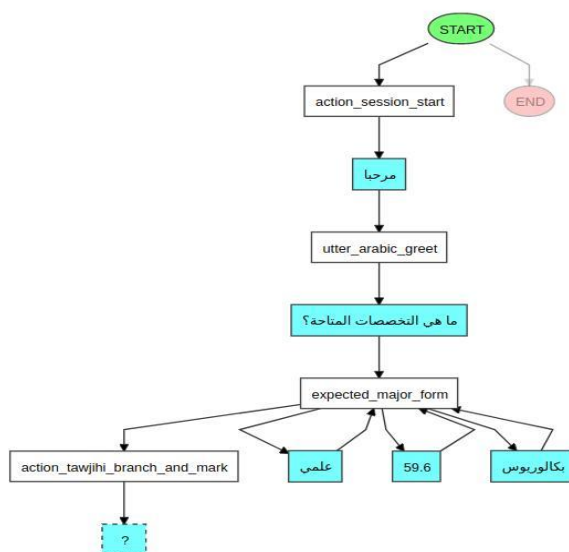 START
action_session_start
END
مرحبا
utter_arabic_greet
ما هي التخصصات المتاحة؟
expected_major_form
action_tawjihi_branch_and_mark
علمي
59.6
بكالوريوس
?